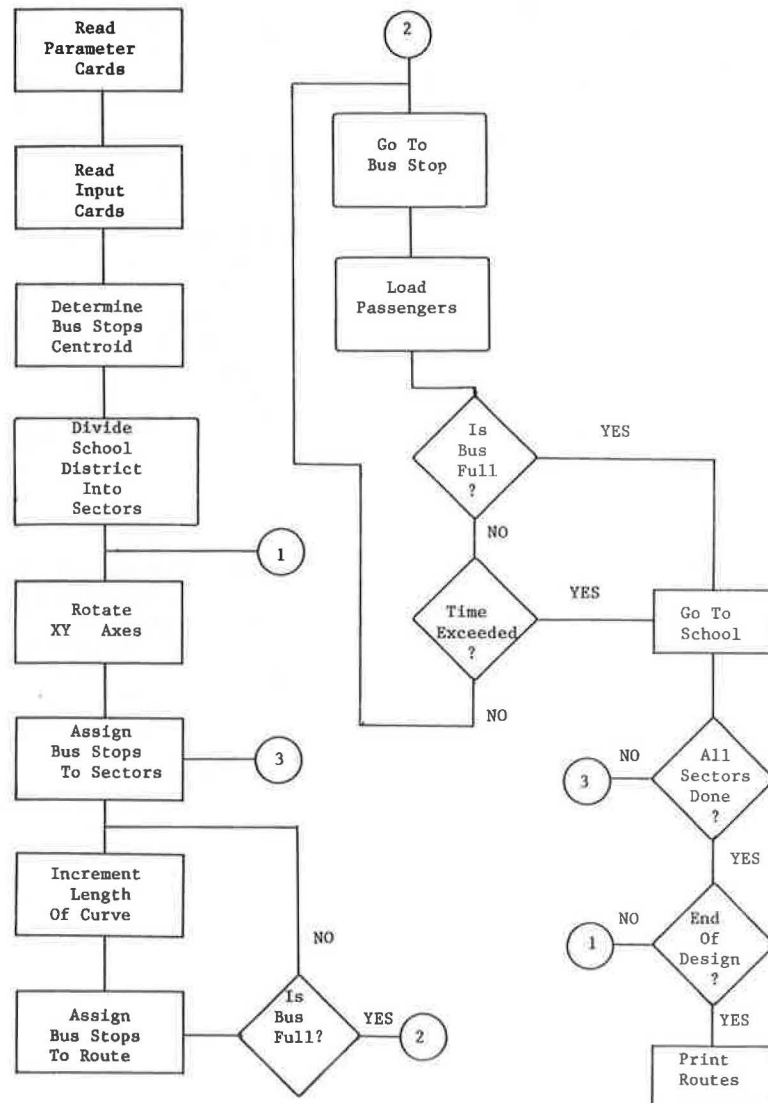 Read
Parameter
Cards
Read
Input
Cards
Determine
Bus Stops
Centroid
Divide
School
District
Into
Sectors
1
Rotate
XY Axes
Assign
Bus Stops
To Sectors
3
Increment
Length
Of Curve
NO
Assign
Bus Stops
To Route
Is
Bus
Full?
YES
2
2
Go To
Bus Stop
Load
Passengers
Is
Bus
Full
?
YES
NO
Time
Exceeded
?
YES
NO
Go To
School
All
Sectors
Done
?
NO
3
YES
End
Of
Design
?
NO
1
YES
Print
Routes